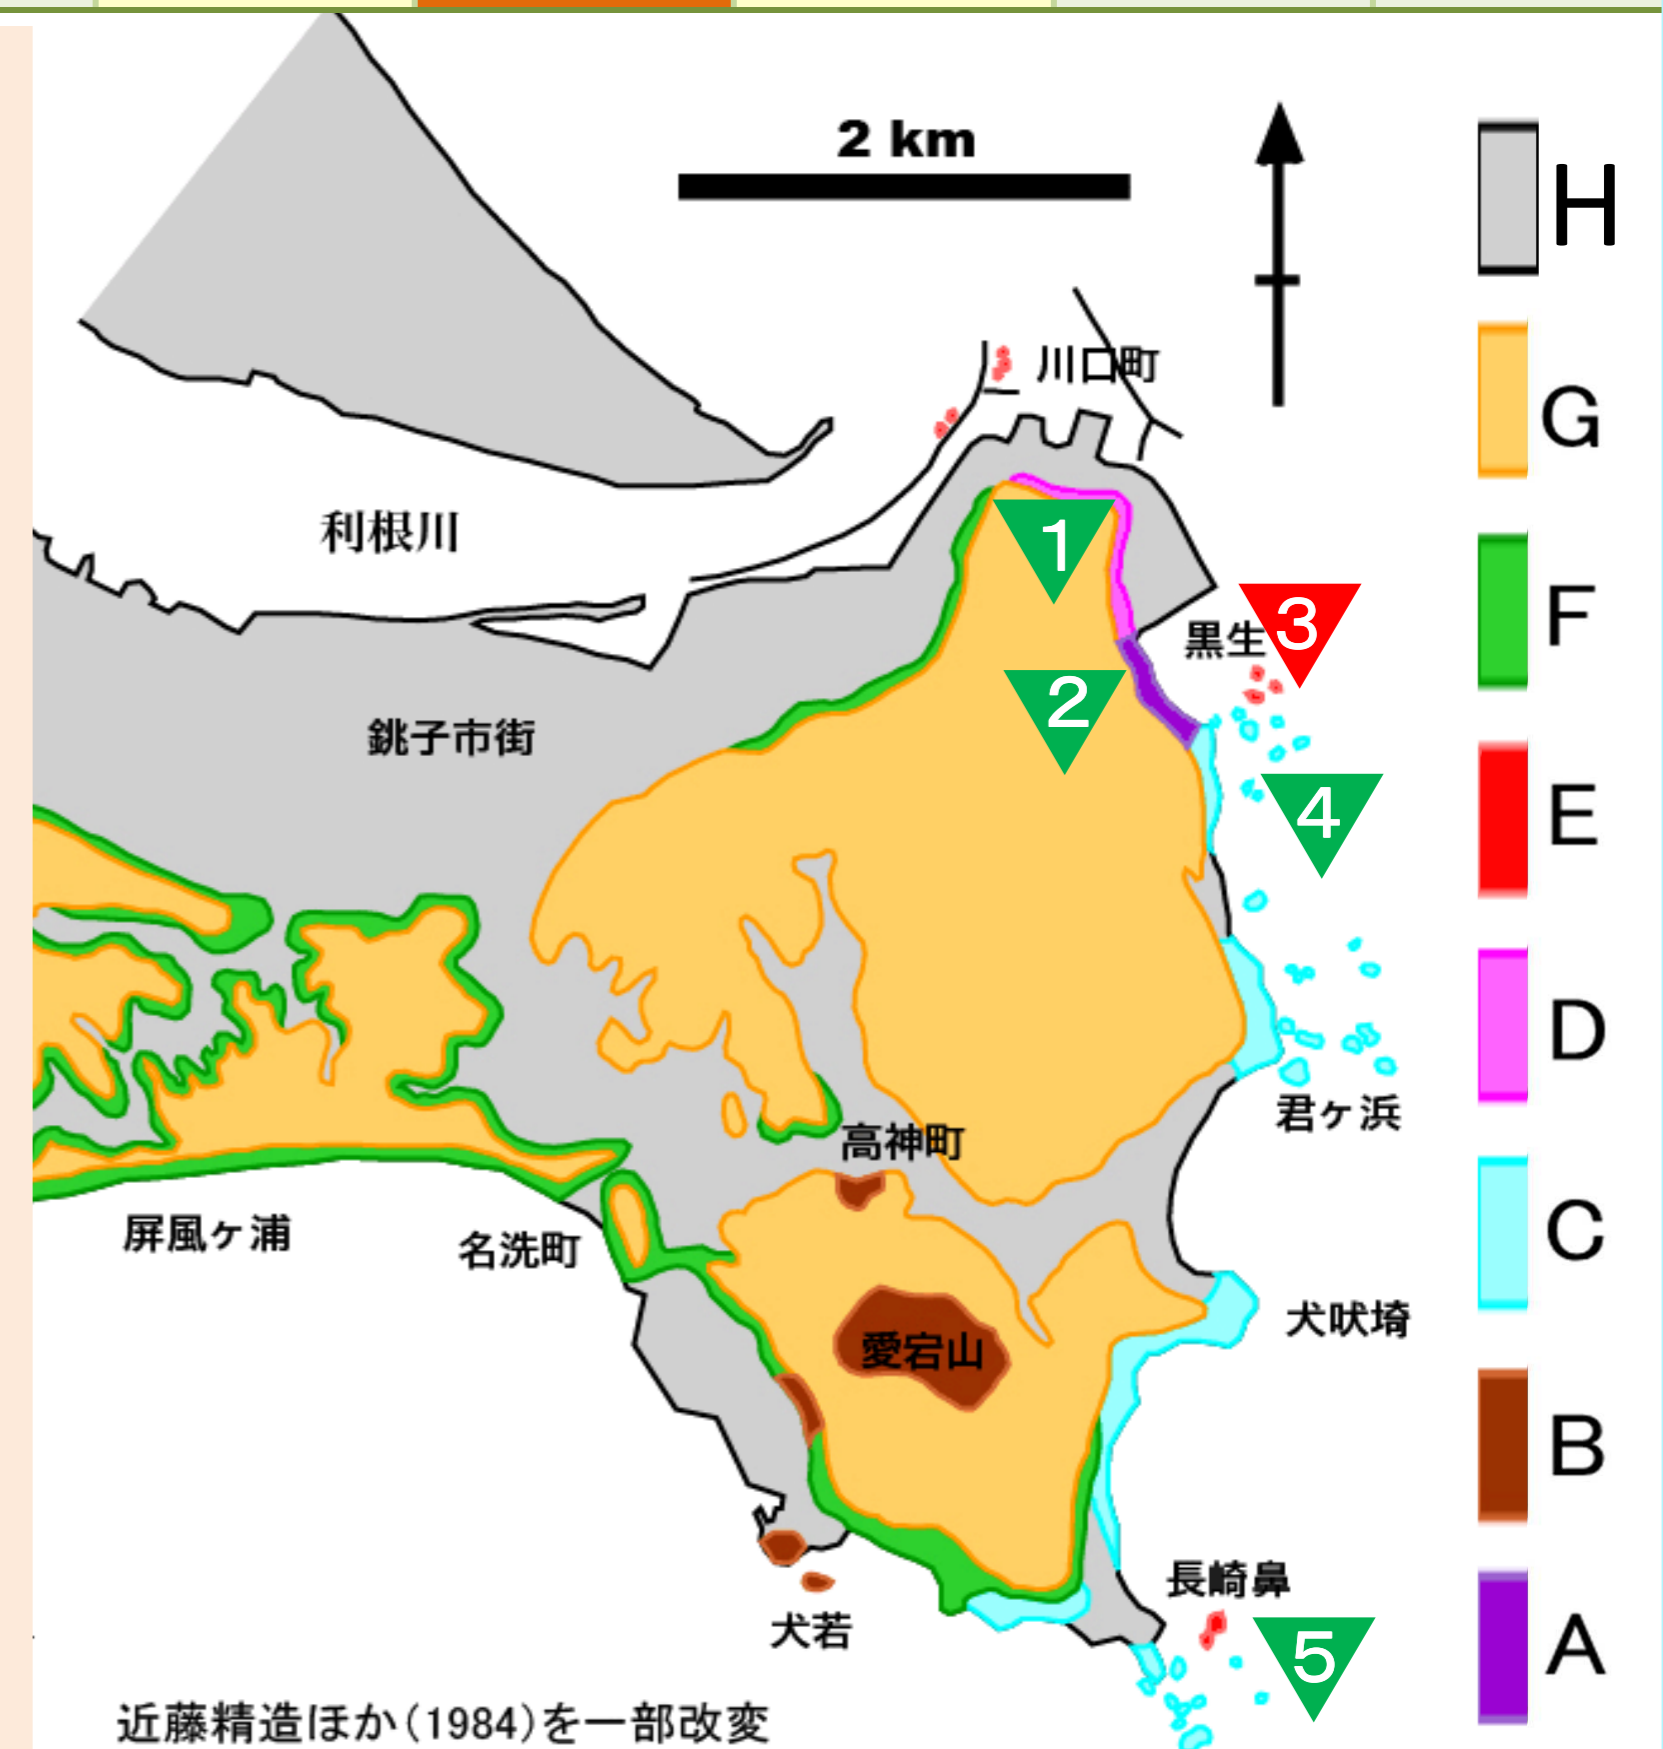 2 km
H
G
川口町
1
利根川
3
F
黒生
2
銚子市街
4
E
D
君ヶ浜
高神町
C
屏風ヶ浦
名洗町
犬吠埼
愛宕山
B
長崎鼻
犬若
5
A
近藤精造ほか(1984)を一部改変